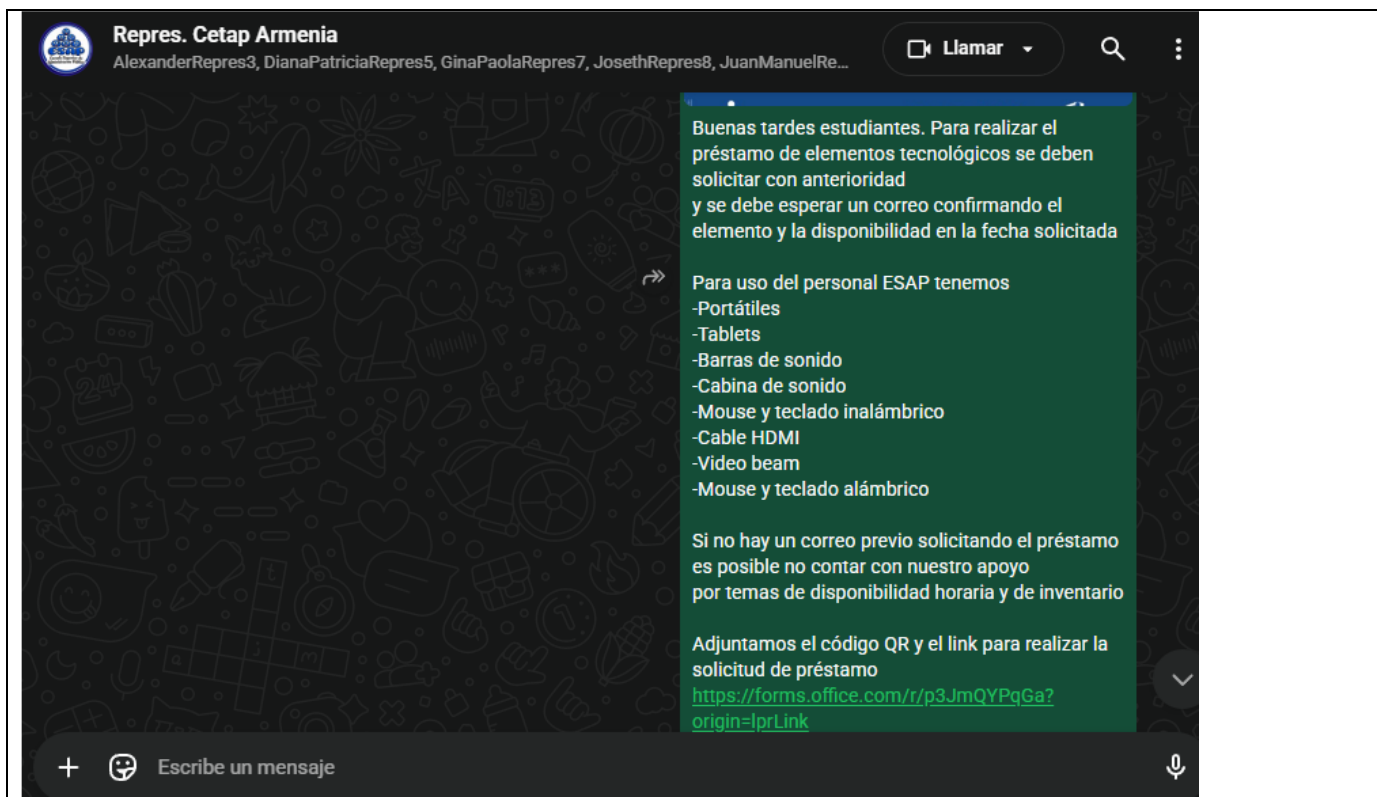 Repres. Cetap Armenia
AlexanderRepres3, DianaPatriciaRepres5, GinaPaolaRepres7, JosethRepres8, JuanManuelRe...
Llamar
Buenas tardes estudiantes. Para realizar el
préstamo de elementos tecnológicos se deben
solicitar con anterioridad
y se debe esperar un correo confirmando el
elemento y la disponibilidad en la fecha solicitada
Para uso del personal ESAP tenemos
-Portátiles
-Tablets
-Barras de sonido
-Cabina de sonido
-Mouse y teclado inalámbrico
-Cable HDMI
-Video beam
-Mouse y teclado alámbrico
Si no hay un correo previo solicitando el préstamo
es posible no contar con nuestro apoyo
por temas de disponibilidad horaria y de inventario
Adjuntamos el código QR y el link para realizar la
solicitud de préstamo
https://forms.office.com/r/p3JmQYPqGa?
origin=lprLink
Escribe un mensaje